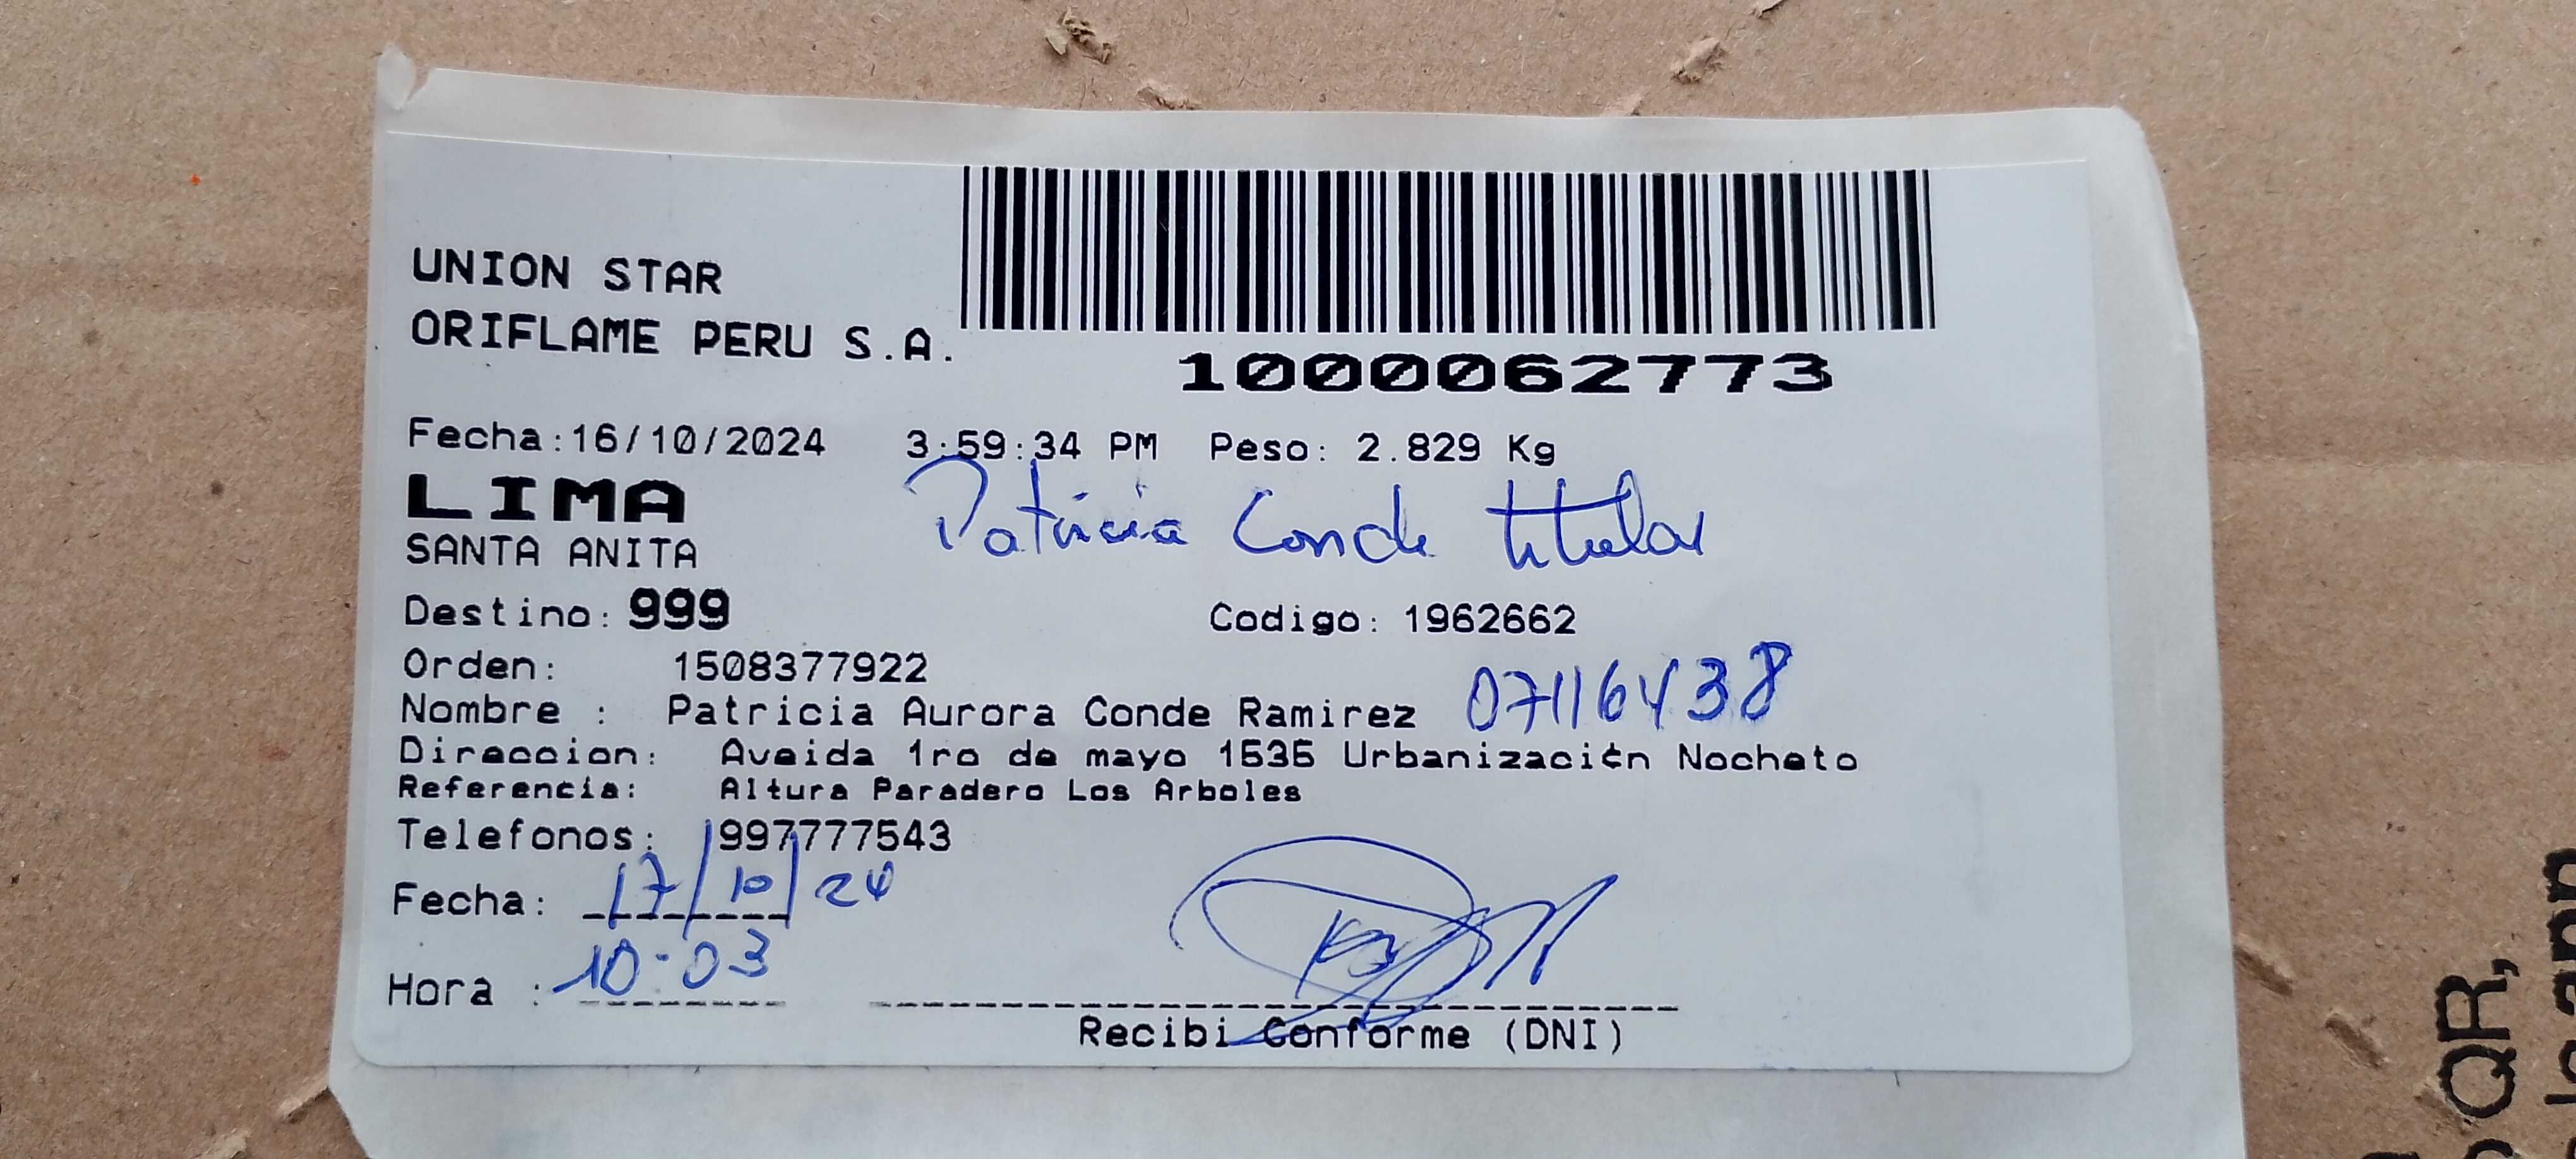 UNION STAR
ORIFLAME PERU S.A.
1000062773
Fecha:16/10/2024 3:59:34 PM Peso: 2.829 Kg
LIMA
Patricia Conde titular
SANTA ANITA
Destino: 999 Codigo: 1962662
Orden: 1508377922
07116438
Nombre : Patricia Aurora Conde Ramirez
Direccion: Aveida 1ro de mayo 1535 Urbanizaci¢n Nocheto
Referencia: Altura Paradero Los Arboles
Telefonos: 997777543
Fecha: 17/10/24
Hora : 10:03
Recibi Conforme (DNI)
QR,